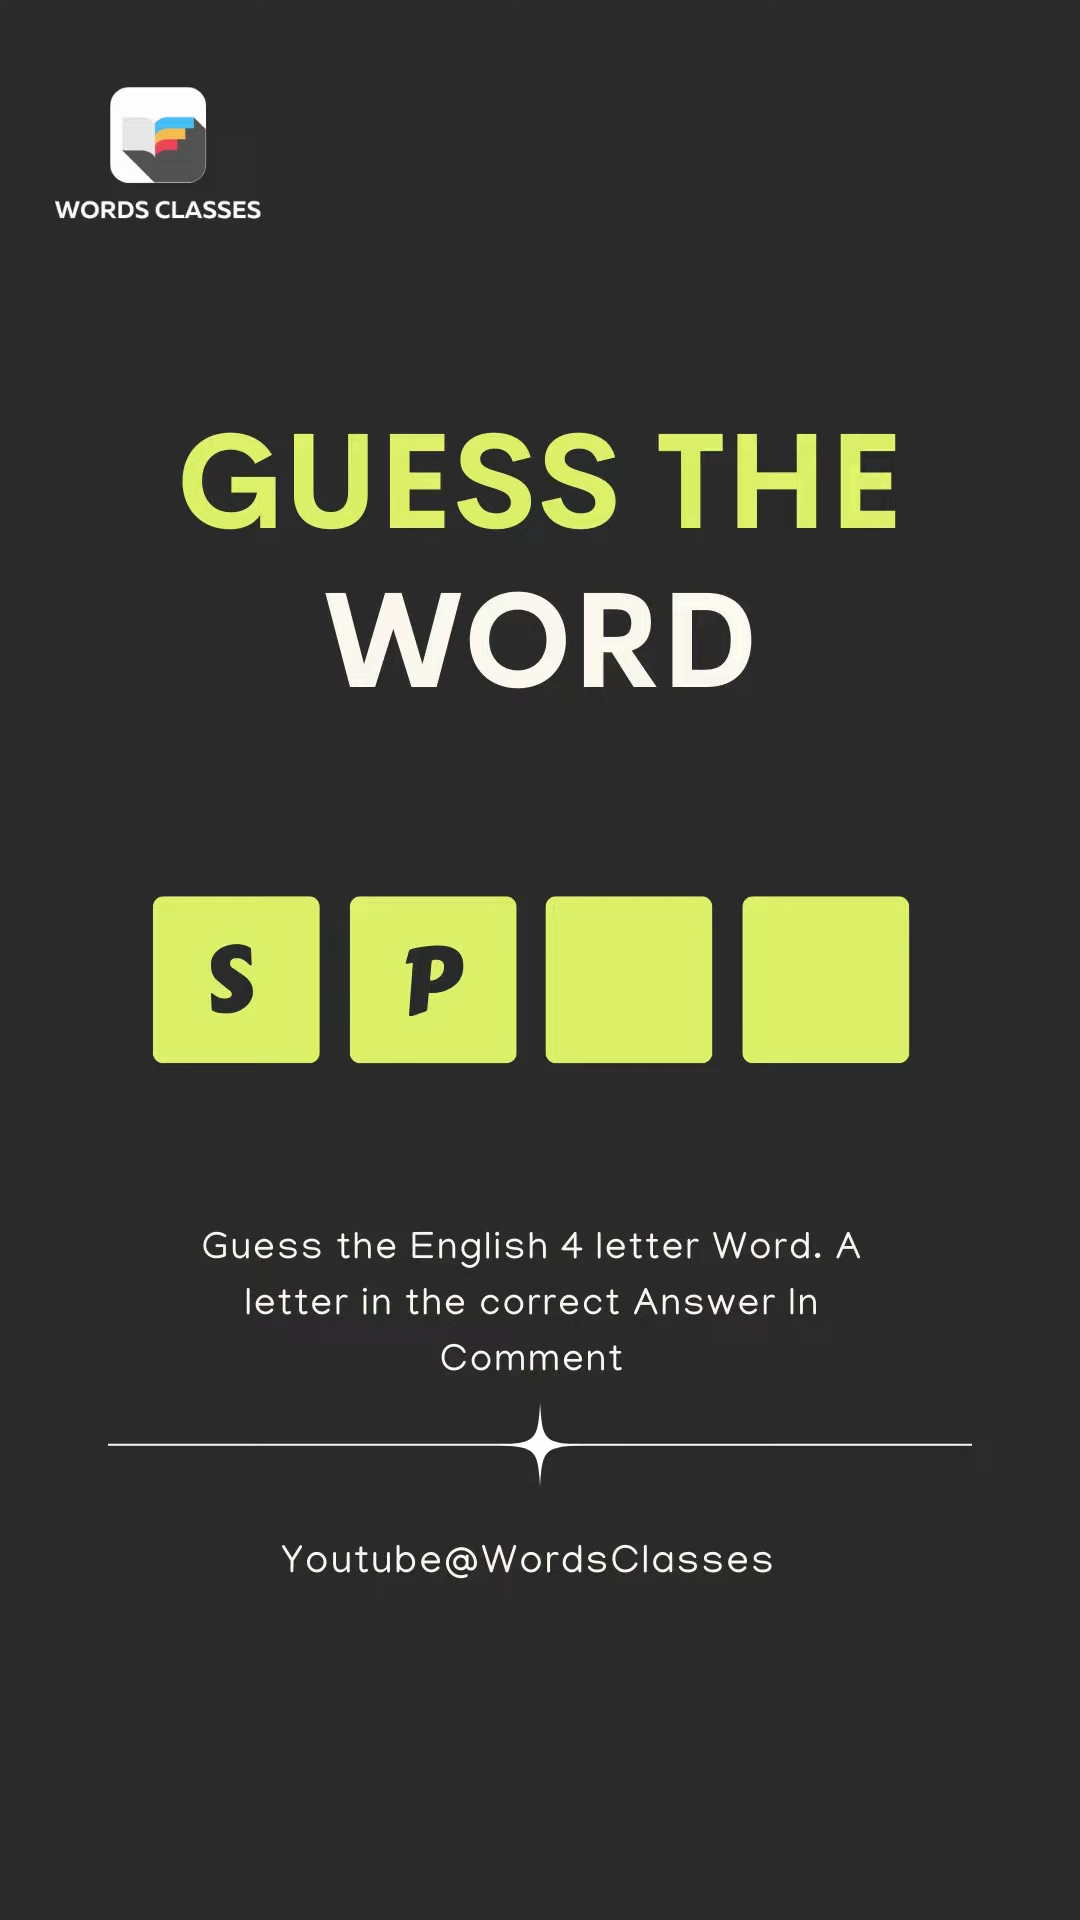 WORDS CLASSES
GUESS THE
WORD
S P
Guess the English 4 letter Word. A
letter in the correct Answer In
Comment
Youtube@WordsClasses